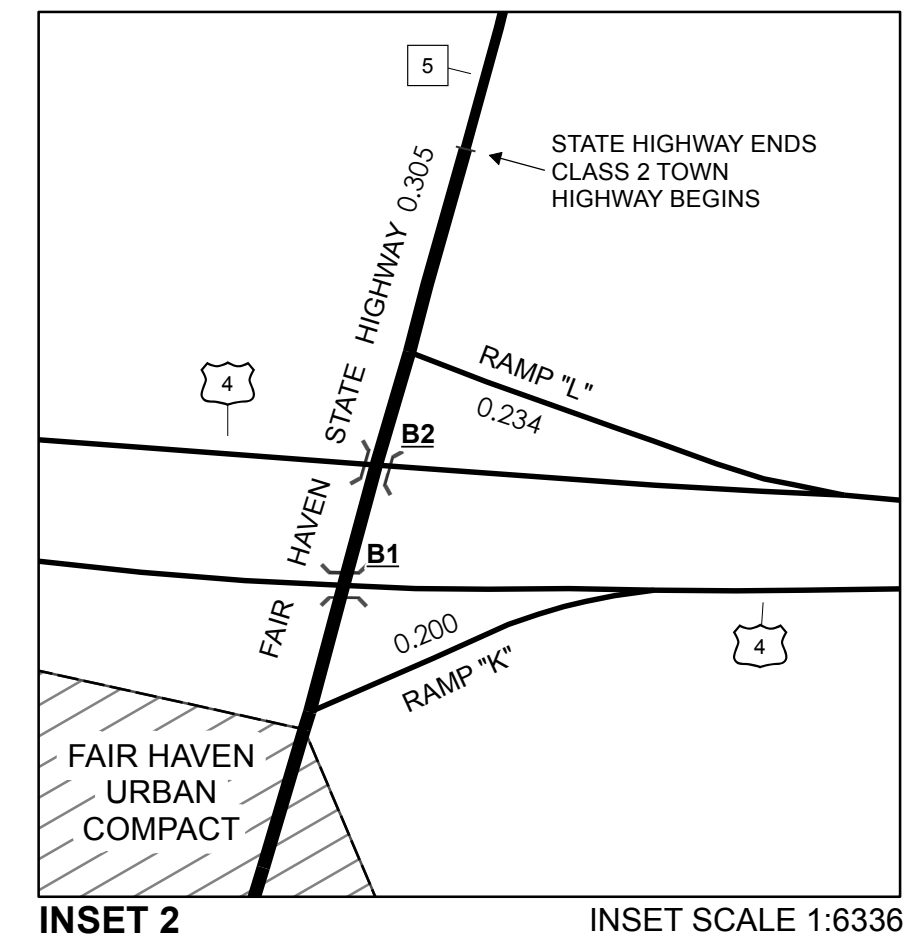 5
STATE HIGHWAY ENDS
CLASS 2 TOWN
HIGHWAY BEGINS
FAIR HAVEN STATE HIGHWAY 0.305
RAMP "L"
0.234
4
B2
B1
0.200
RAMP "K"
4
FAIR HAVEN
URBAN
COMPACT
INSET 2
INSET SCALE 1:6336